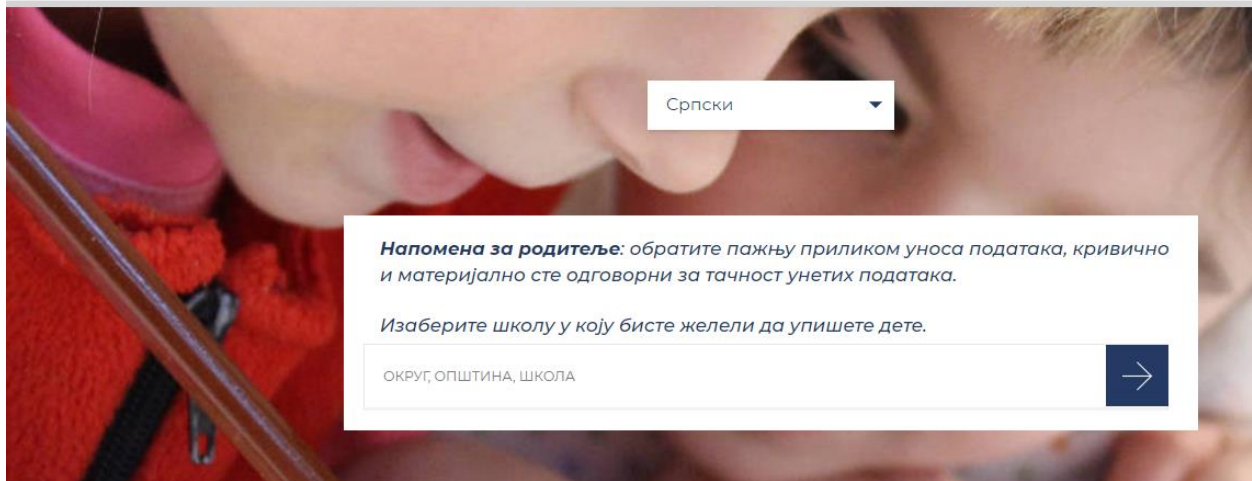 Српски
Напомена за родитеље: обратите пажњу приликом уноса података, кривично
и материјално сте одговорни за тачност унетих података.
Изаберите школу у коју бисте желели да упишете дете.
ОКРУГ, ОПШТИНА, ШКОЛА